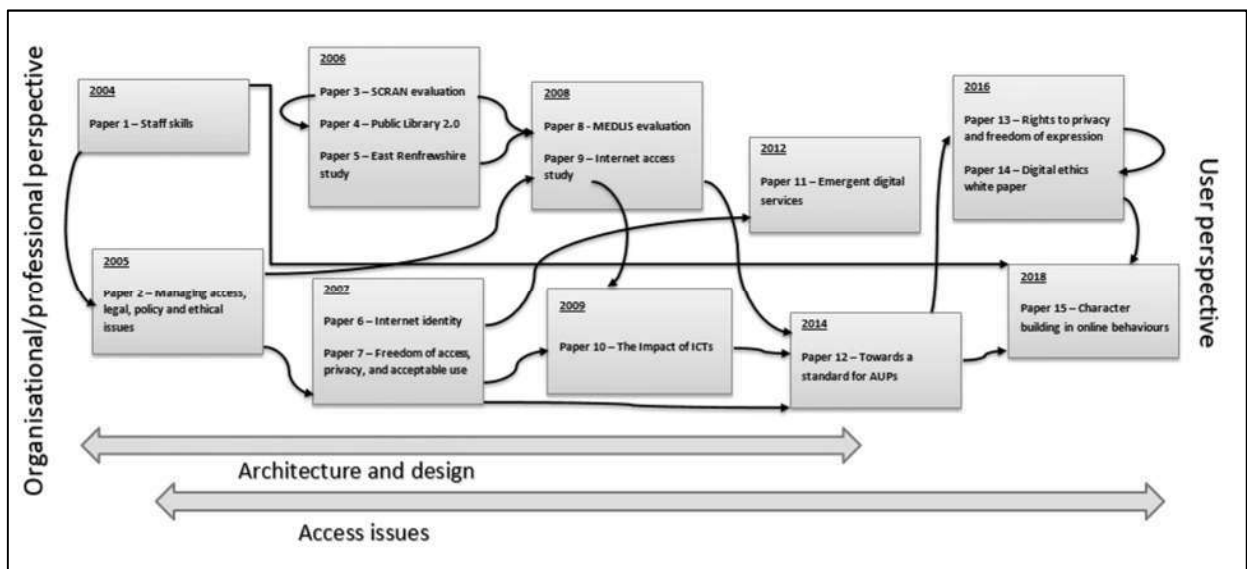 Organisational/professional perspective
2004
Paper 1 – Staff skills
2005
Paper 2 – Managing access,
legal, policy and ethical
issues
2006
Paper 3 – SCRAN evaluation
Paper 4 – Public Library 2.0
Paper 5 – East Renfrewshire
study
2007
Paper 6 – Internet identity
Paper 7 – Freedom of access,
privacy, and acceptable use
2008
Paper 8 - MEDLIS evaluation
Paper 9 – Internet access
study
2009
Paper 10 – The Impact of ICTs
2012
Paper 11 – Emergent digital
services
2014
Paper 12 – Towards a
standard for AUPs
2016
Paper 13 – Rights to privacy
and freedom of expression
Paper 14 – Digital ethics
white paper
2018
Paper 15 – Character
building in online behaviours
User perspective
Architecture and design
Access issues